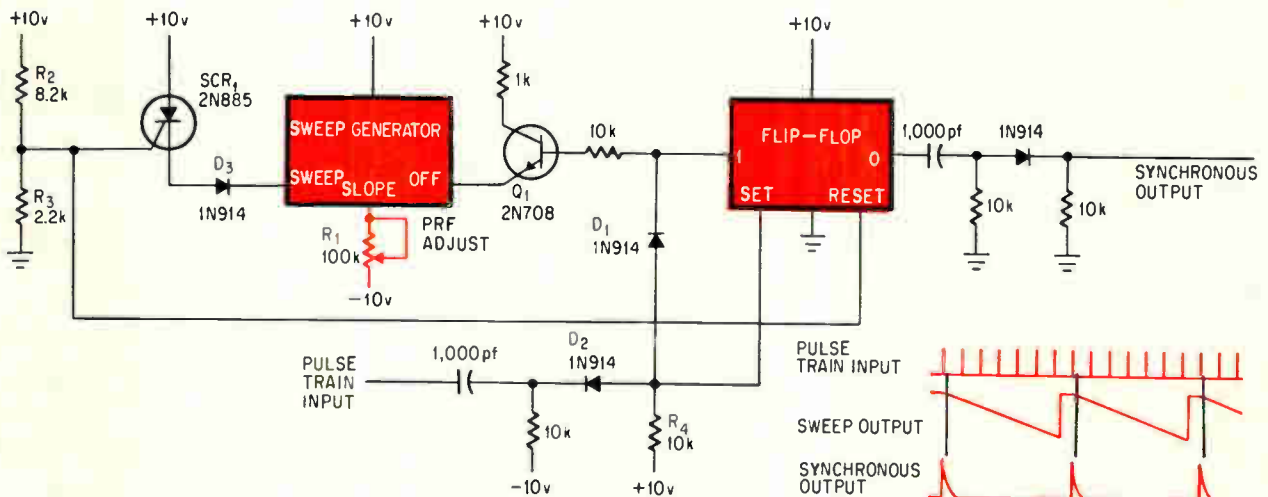 +10v
+10v
+10v
+10v
+10v
R2
8.2k
SCR1
2N885
1k
SWEEP GENERATOR
SWEEP
SLOPE
OFF
10k
Q1
2N708
FLIP-FLOP
1
0
SET
RESET
1,000pf
1N914
10k
10k
SYNCHRONOUS
OUTPUT
D3
1N914
R3
2.2k
R1
100k
PRF
ADJUST
-10v
D1
1N914
PULSE
TRAIN
INPUT
1,000pf
D2
1N914
10k
-10v
R4
10k
+10v
PULSE
TRAIN INPUT
SWEEP OUTPUT
SYNCHRONOUS
OUTPUT